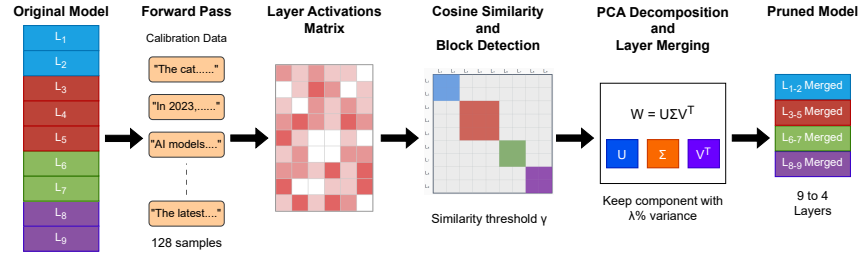 Original Model
L1
L2
L3
L4
L5
L6
L7
L8
L9
Forward Pass
Calibration Data
"The cat......"
"In 2023,......"
"AI models...."
"The latest...."
128 samples
Layer Activations
Matrix
Cosine Similarity
and
Block Detection
Similarity threshold γ
PCA Decomposition
and
Layer Merging
W = UΣV^T
U
Σ
V^T
Keep component with
λ% variance
Pruned Model
L1-2 Merged
L3-5 Merged
L6-7 Merged
L8-9 Merged
9 to 4
Layers